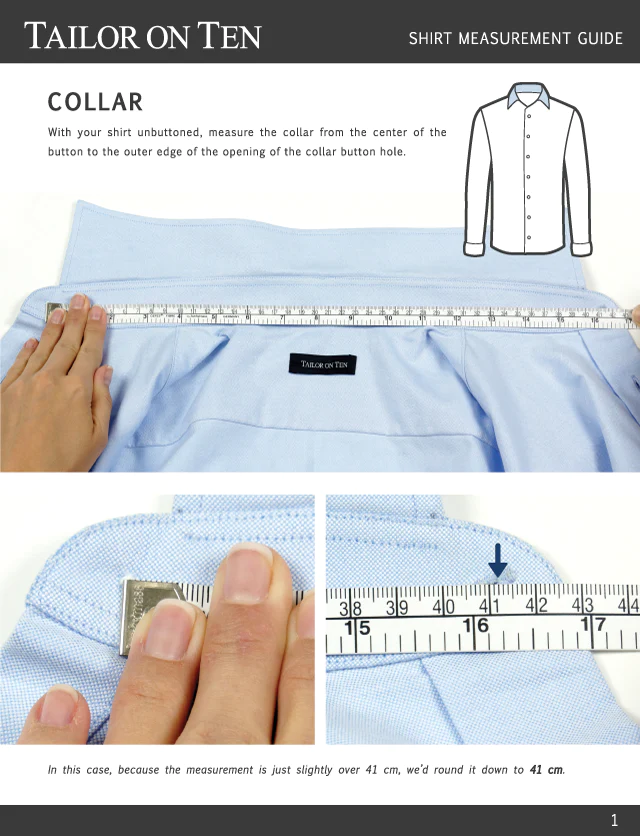 TAILOR ON TEN
SHIRT MEASUREMENT GUIDE
COLLAR
With your shirt unbuttoned, measure the collar from the center of the
button to the outer edge of the opening of the collar button hole.
TAILOR ON TEN
38 39 40 41 42 43 44
15 16 17
In this case, because the measurement is just slightly over 41 cm, we'd round it down to 41 cm.
1